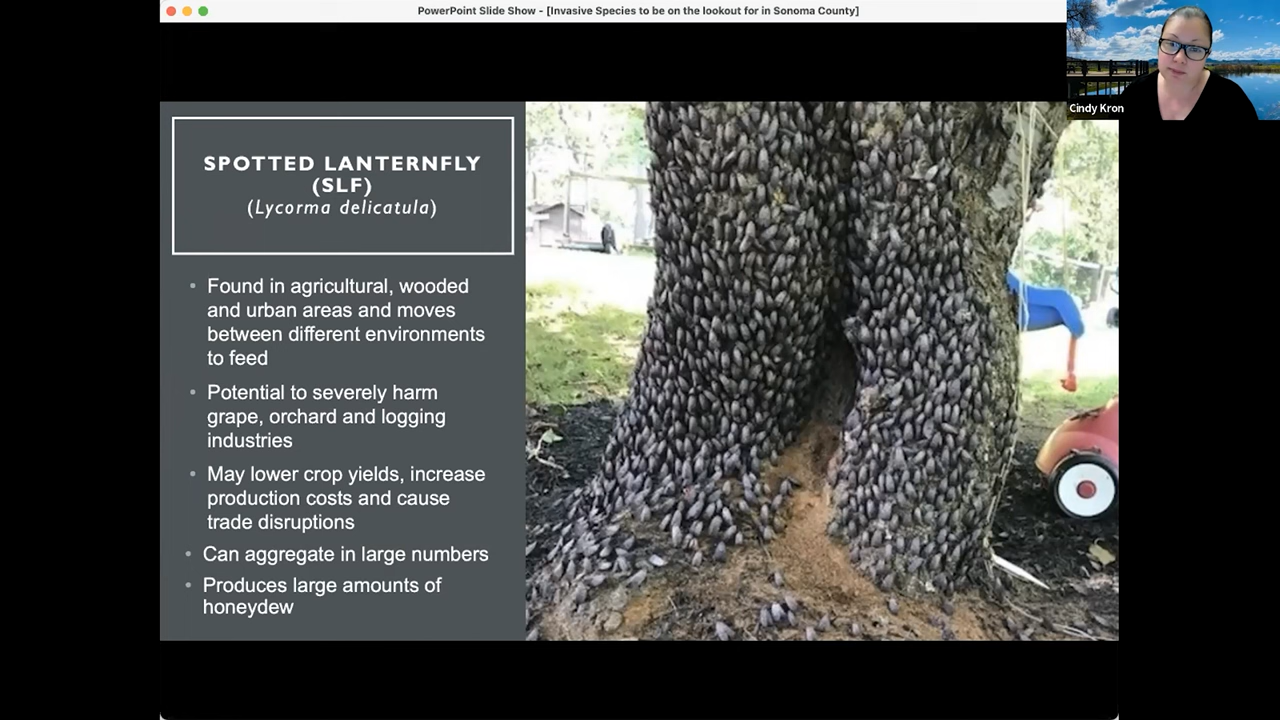 PowerPoint Slide Show - [Invasive Species to be on the lookout for in Sonoma County]
Cindy Kron
SPOTTED LANTERNFLY
(SLF)
(Lycorma delicatula)
• Found in agricultural, wooded
and urban areas and moves
between different environments
to feed
• Potential to severely harm
grape, orchard and logging
industries
• May lower crop yields, increase
production costs and cause
trade disruptions
• Can aggregate in large numbers
• Produces large amounts of
honeydew